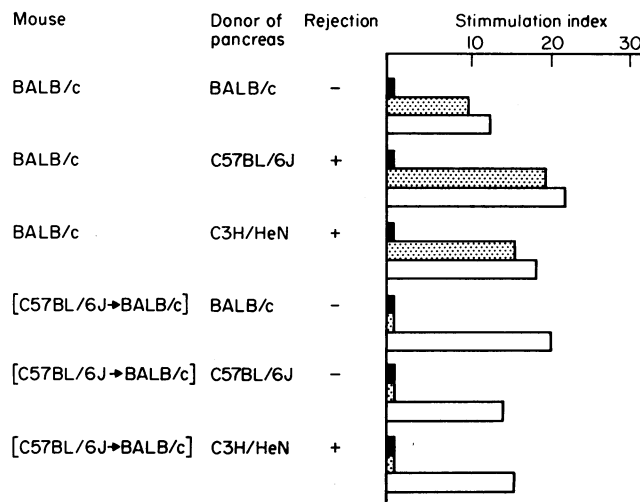 Mouse Donor of pancreas Rejection Stimmulation index
10 20 30
BALB/c BALB/c –
BALB/c C57BL/6J +
BALB/c C3H/HeN +
[C57BL/6J→BALB/c] BALB/c –
[C57BL/6J→BALB/c] C57BL/6J –
[C57BL/6J→BALB/c] C3H/HeN +